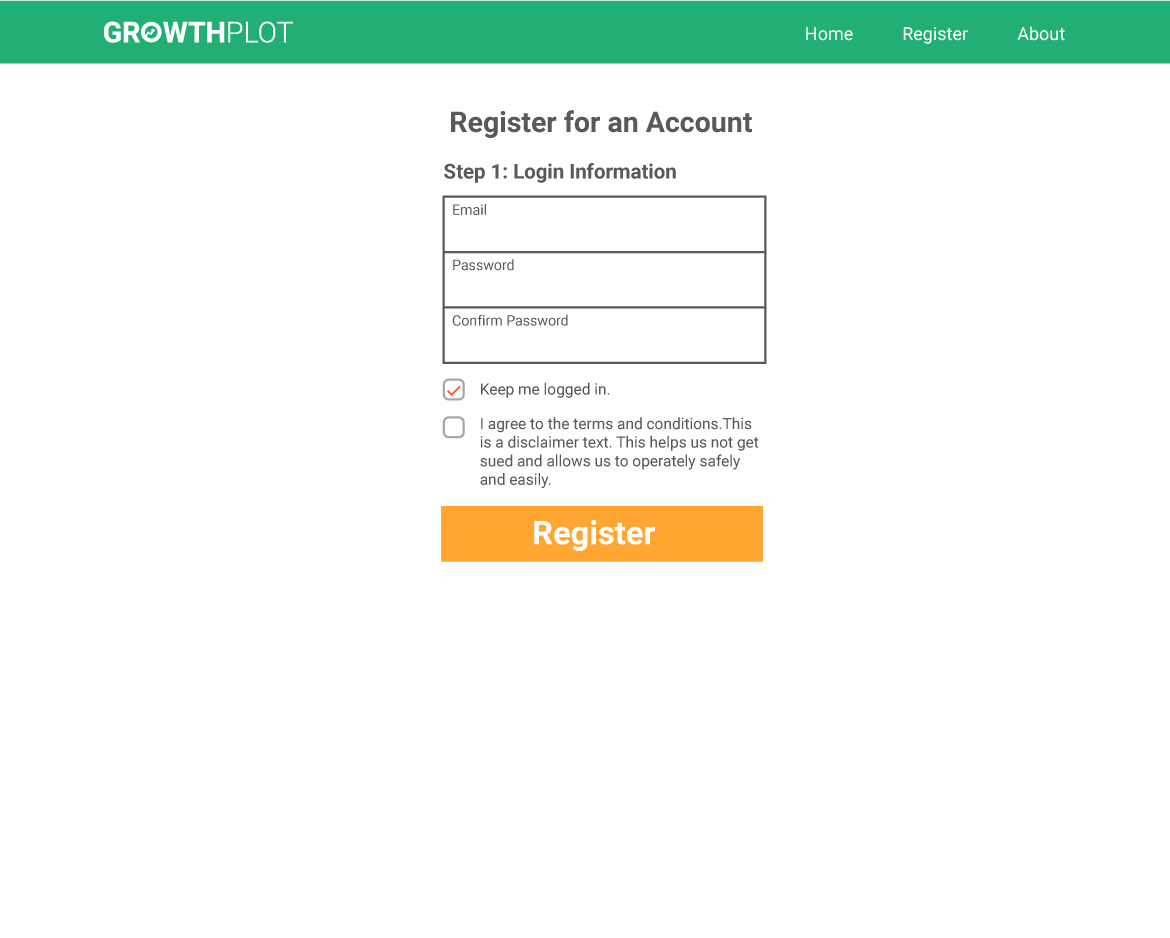 GROWTHPLOT
Home Register About
Register for an Account
Step 1: Login Information
Email
Password
Confirm Password
Keep me logged in.
I agree to the terms and conditions.This
is a disclaimer text. This helps us not get
sued and allows us to operately safely
and easily.
Register